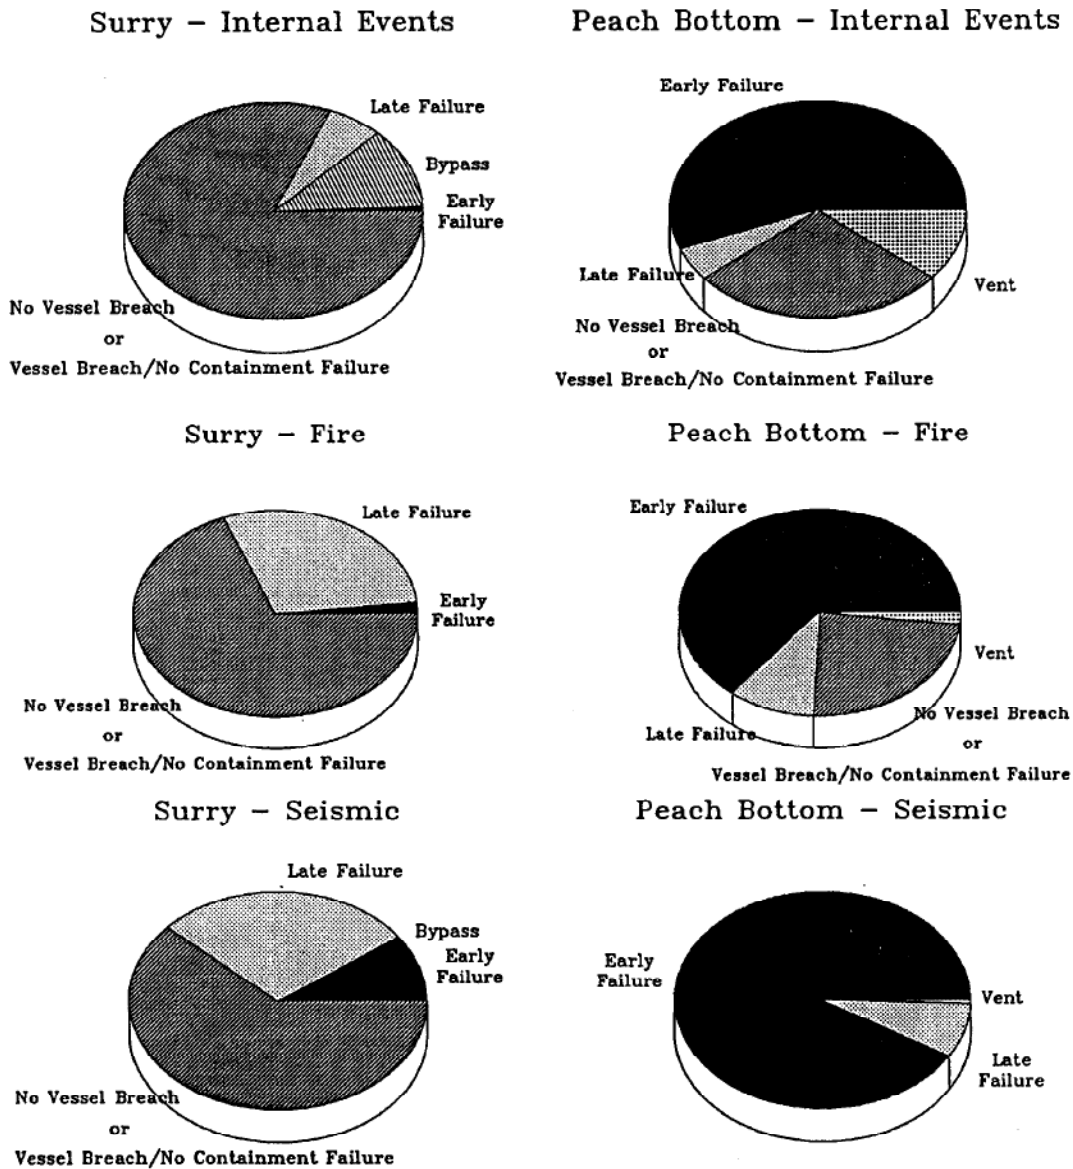 Surry – Internal Events
Late Failure
Bypass
Early
Failure
No Vessel Breach
or
Vessel Breach/No Containment Failure
Peach Bottom – Internal Events
Early Failure
Late Failure
Vent
No Vessel Breach
or
Vessel Breach/No Containment Failure
Surry – Fire
Late Failure
Early
Failure
No Vessel Breach
or
Vessel Breach/No Containment Failure
Peach Bottom – Fire
Early Failure
Vent
Late Failure
No Vessel Breach
or
Vessel Breach/No Containment Failure
Surry – Seismic
Late Failure
Bypass
Early
Failure
No Vessel Breach
or
Vessel Breach/No Containment Failure
Peach Bottom – Seismic
Early
Failure
Vent
Late
Failure